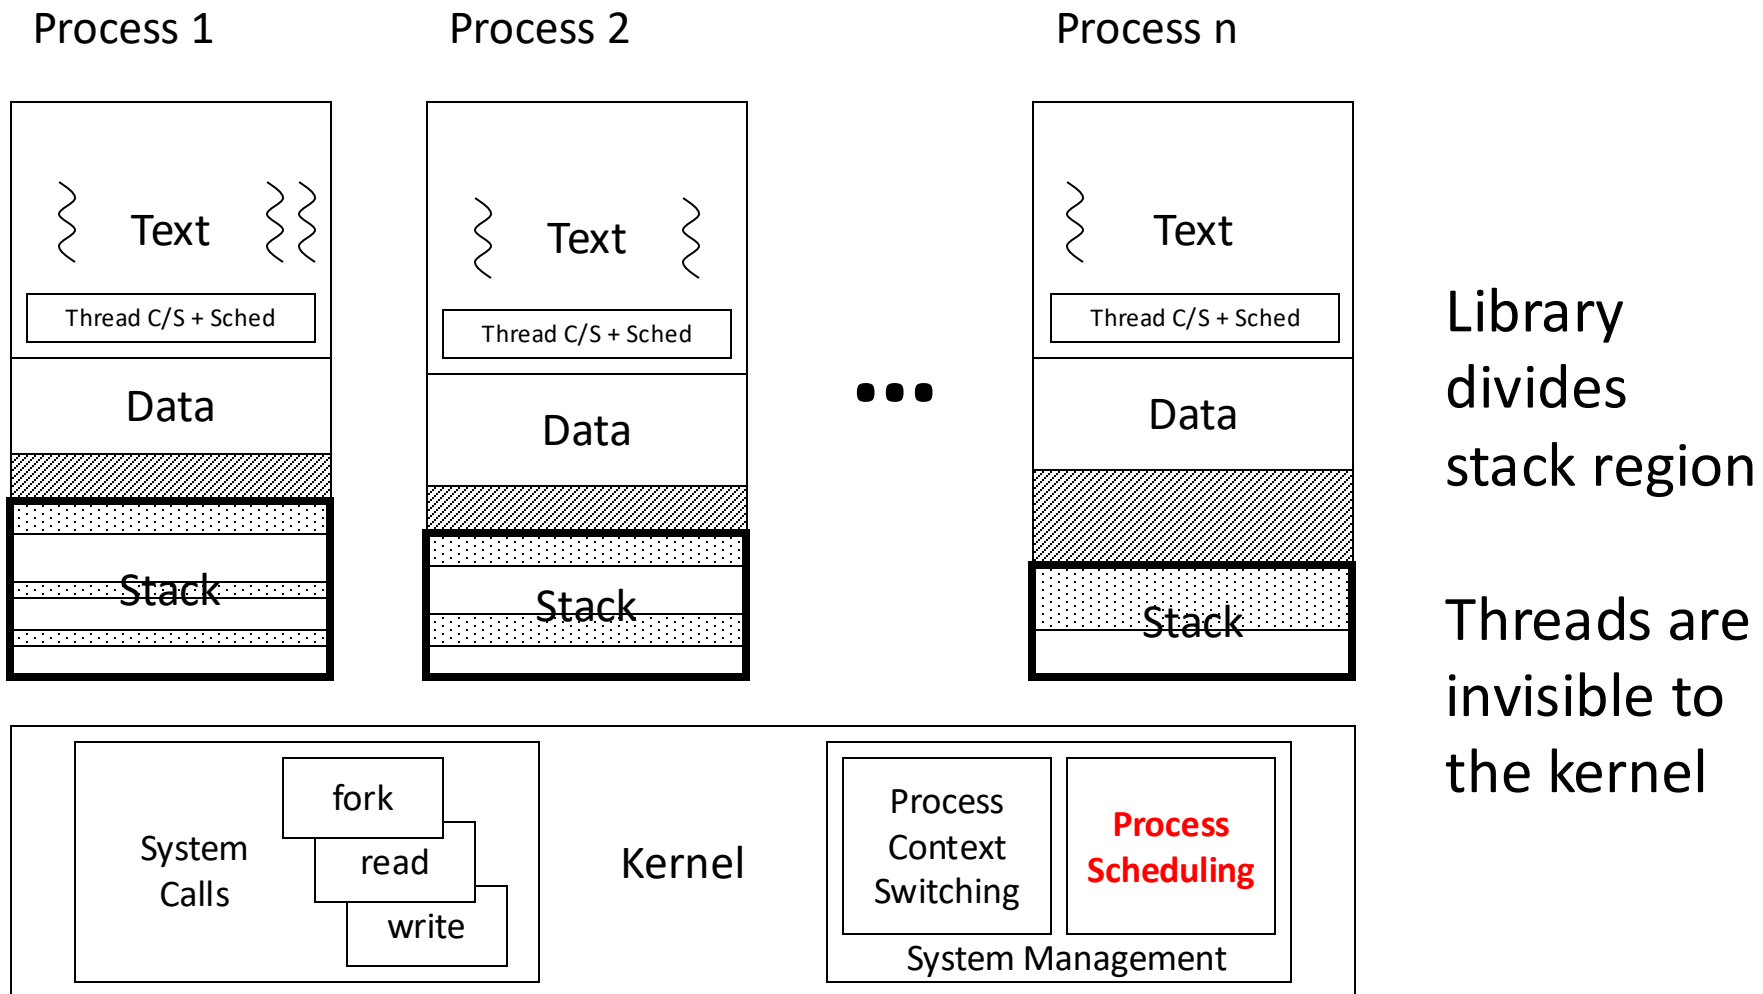 Process 1
Process 2
Process n
Text
Thread C/S + Sched
Data
Stack
Text
Thread C/S + Sched
Data
Stack
...
Text
Thread C/S + Sched
Data
Stack
Library
divides
stack region
Threads are
invisible to
the kernel
System
Calls
fork
read
write
Kernel
Process
Context
Switching
Process
Scheduling
System Management